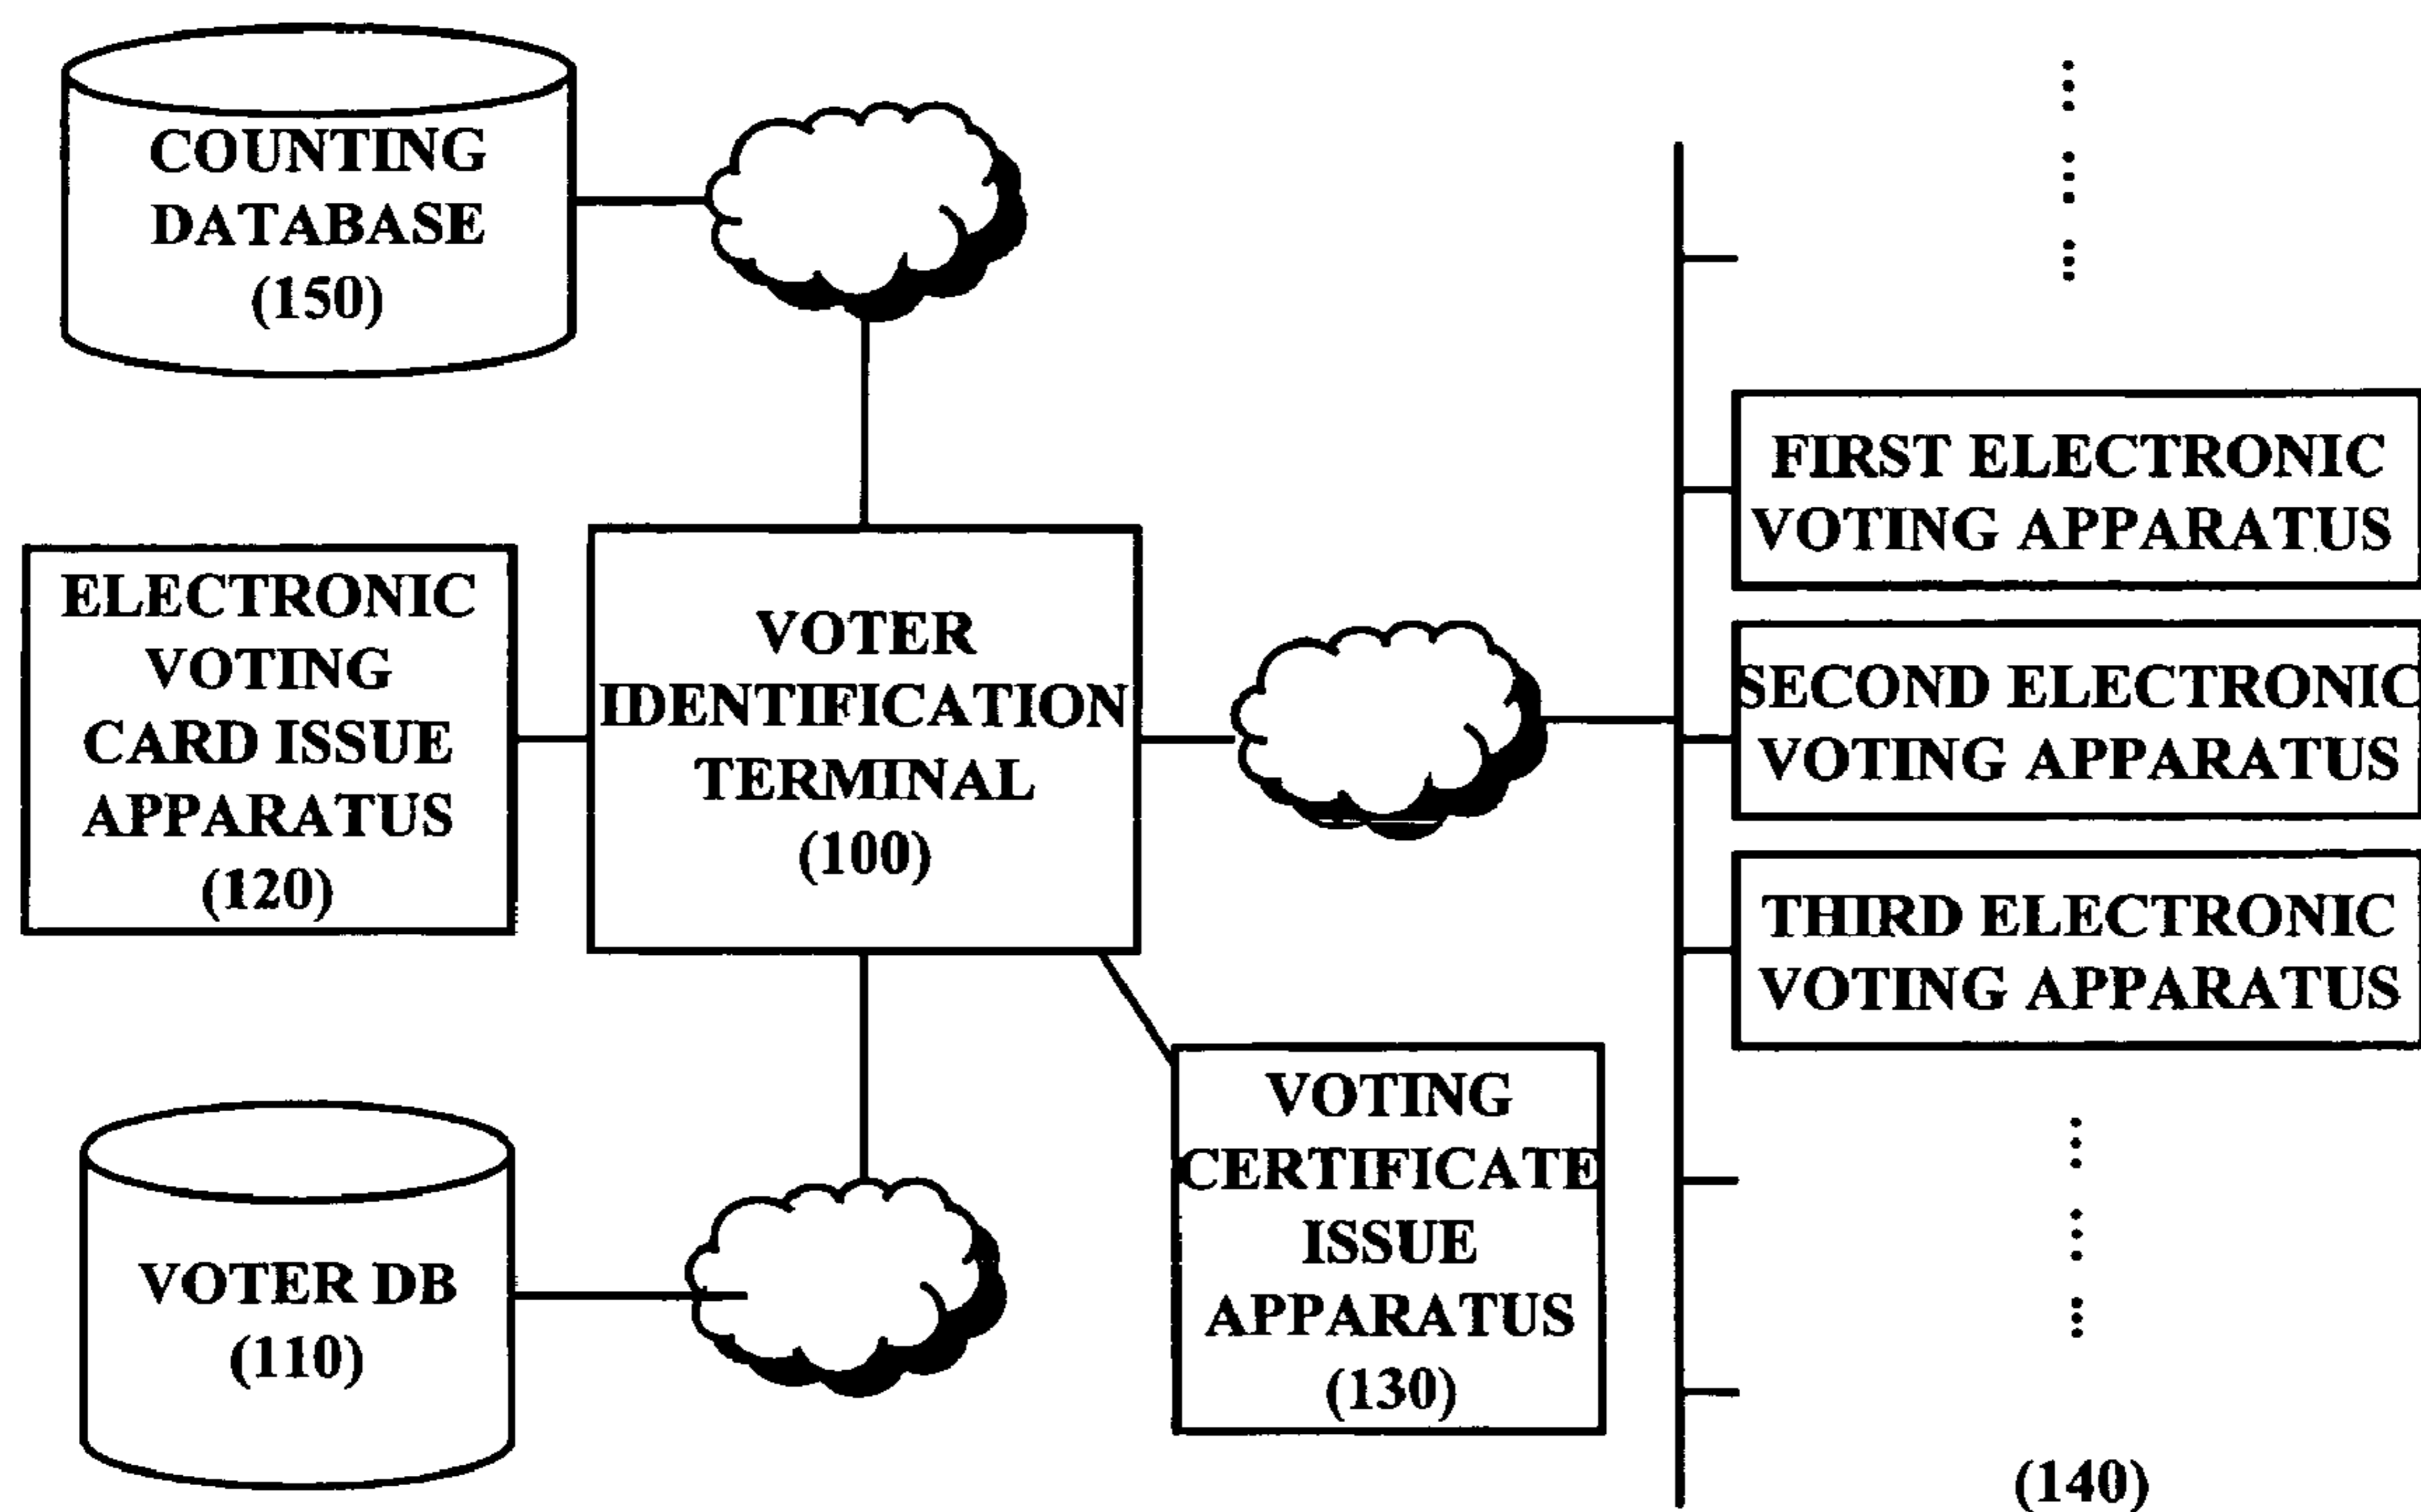 COUNTING
DATABASE
(150)
ELECTRONIC
VOTING
CARD ISSUE
APPARATUS
(120)
VOTER
IDENTIFICATION
TERMINAL
(100)
VOTER DB
(110)
VOTING
CERTIFICATE
ISSUE
APPARATUS
(130)
FIRST ELECTRONIC
VOTING APPARATUS
SECOND ELECTRONIC
VOTING APPARATUS
THIRD ELECTRONIC
VOTING APPARATUS
(140)